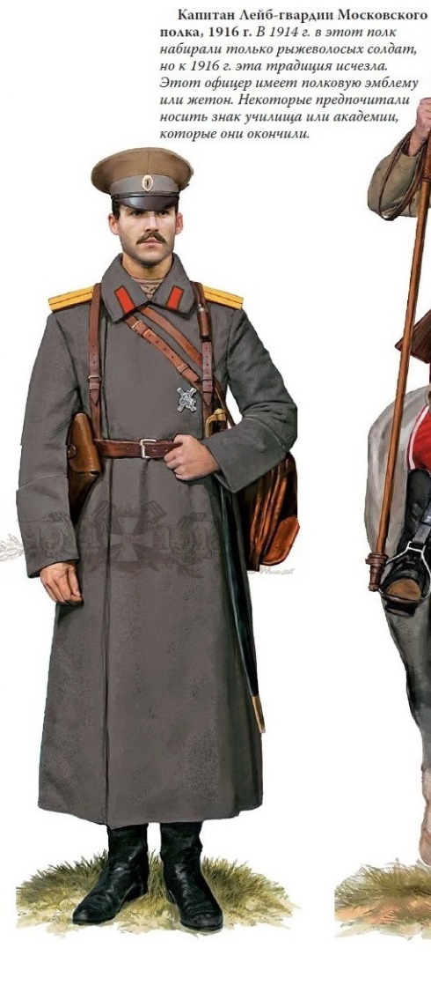 Капитан Лейб-гвардии Московского
полка, 1916 г. В 1914 г. в этот полк
набирали только рыжеволосых солдат,
но к 1916 г. эта традиция исчезла.
Этот офицер имеет полковую эмблему
или жетон. Некоторые предпочитали
носить знак училища или академии,
которые они окончили.